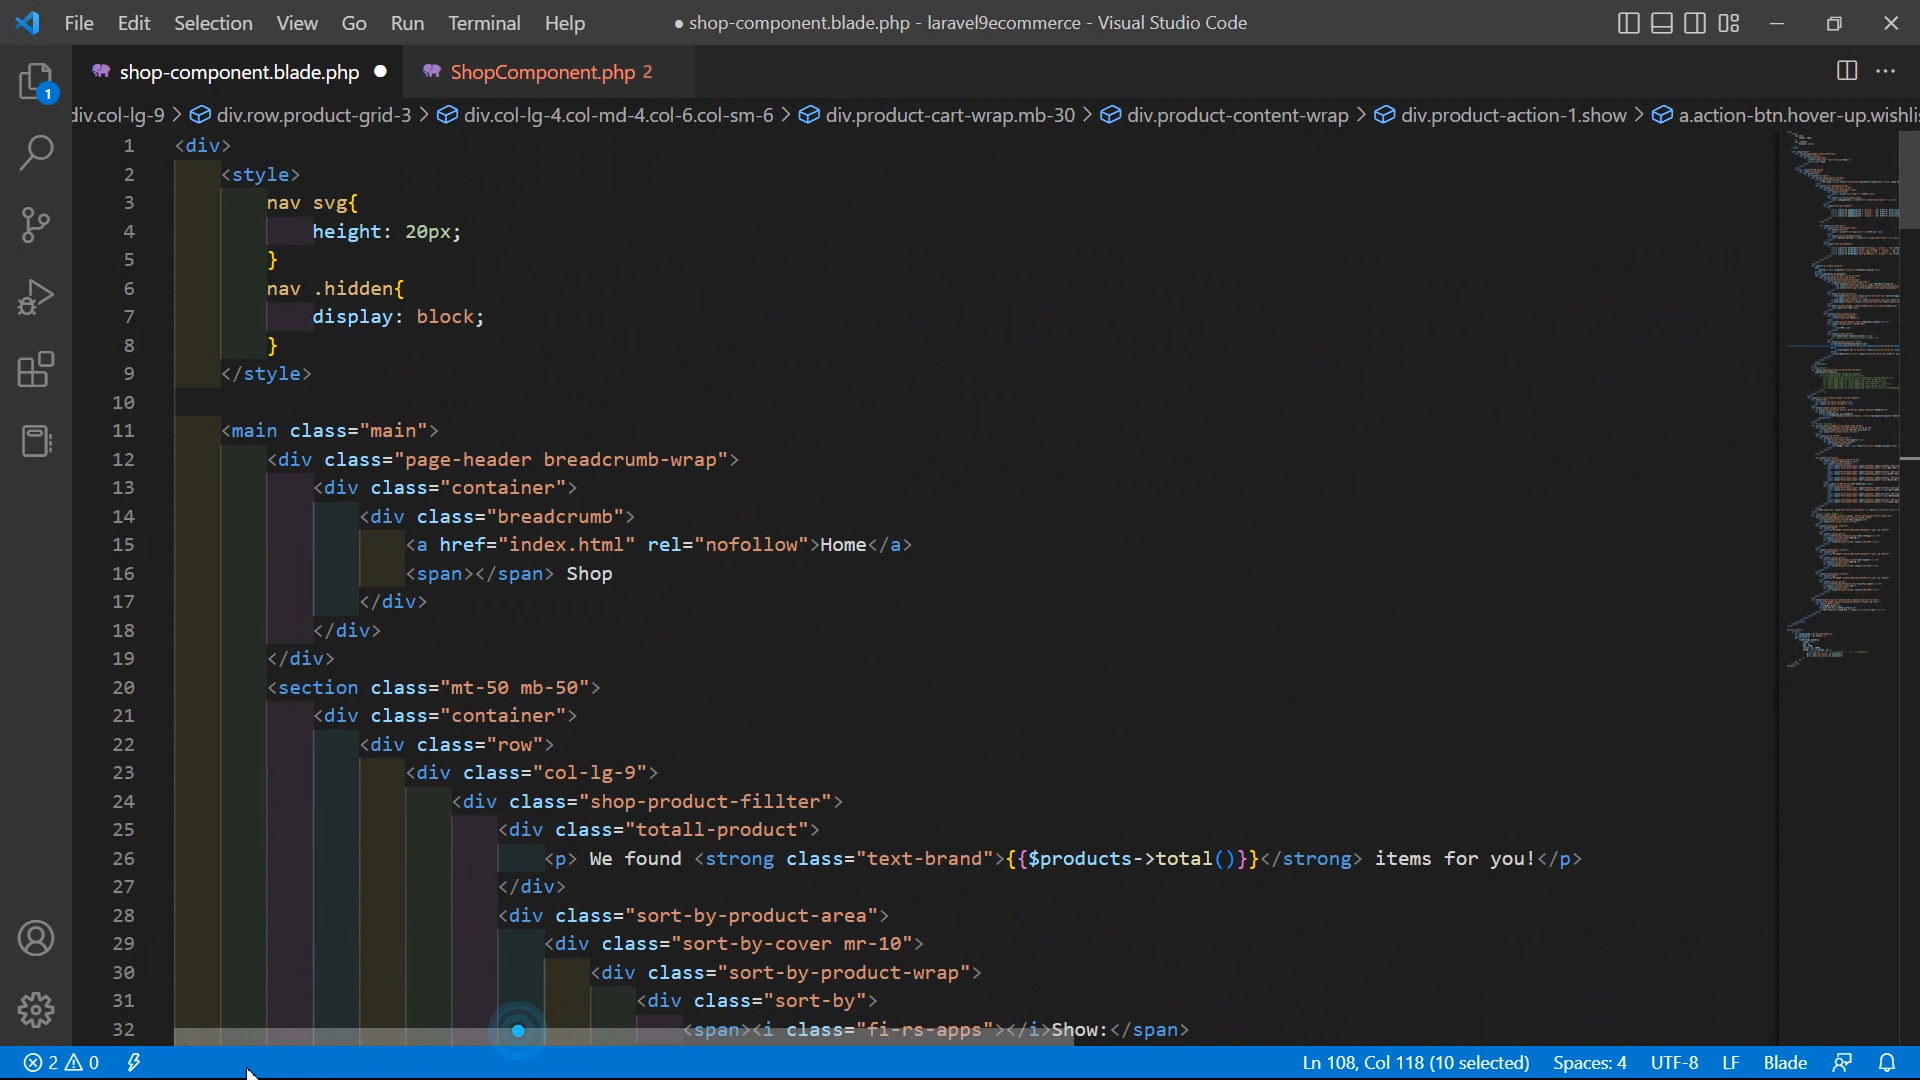 File Edit Selection View Go Run Terminal Help ● shop-component.blade.php - laravel9ecommerce - Visual Studio Code
shop-component.blade.php ● ShopComponent.php 2
1
div.col-lg-9 > div.row.product-grid-3 > div.col-lg-4.col-md-4.col-6.col-sm-6 > div.product-cart-wrap.mb-30 > div.product-content-wrap > div.product-action-1.show > a.action-btn.hover-up.wishli
1 <div>
2 <style>
3 nav svg{
4 height: 20px;
5 }
6 nav .hidden{
7 display: block;
8 }
9 </style>
10
11 <main class="main">
12 <div class="page-header breadcrumb-wrap">
13 <div class="container">
14 <div class="breadcrumb">
15 <a href="index.html" rel="nofollow">Home</a>
16 <span></span> Shop
17 </div>
18 </div>
19 </div>
20 <section class="mt-50 mb-50">
21 <div class="container">
22 <div class="row">
23 <div class="col-lg-9">
24 <div class="shop-product-fillter">
25 <div class="totall-product">
26 <p> We found <strong class="text-brand">{{$products->total()}}</strong> items for you!</p>
27 </div>
28 <div class="sort-by-product-area">
29 <div class="sort-by-cover mr-10">
30 <div class="sort-by-product-wrap">
31 <div class="sort-by">
32 <span><i class="fi-rs-apps"></i>Show:</span>
2 0 Ln 108, Col 118 (10 selected) Spaces: 4 UTF-8 LF Blade